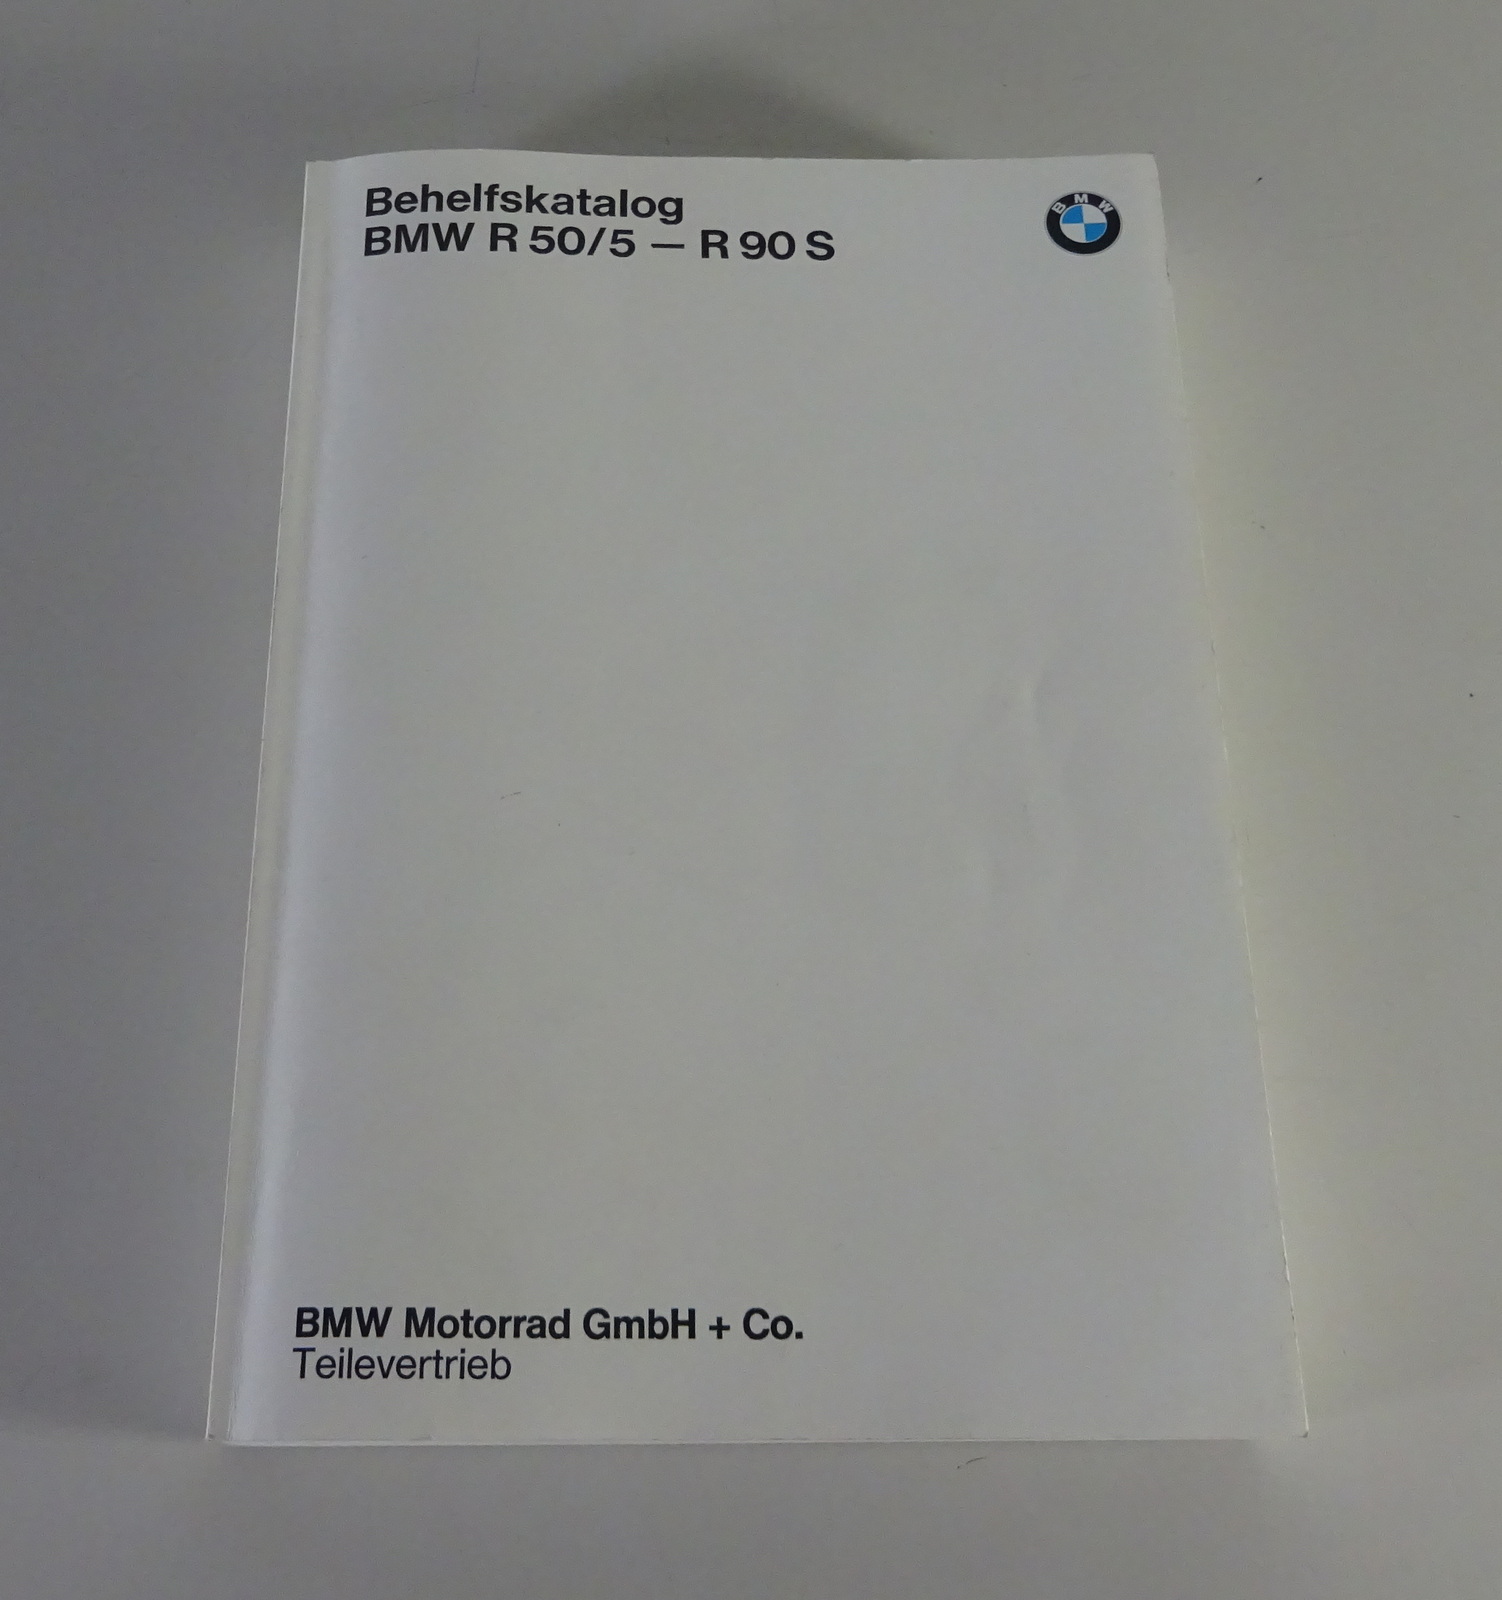 Behelfskatalog
BMW R 50/5 — R 90 S
BMW
BMW Motorrad GmbH + Co.
Teilevertrieb